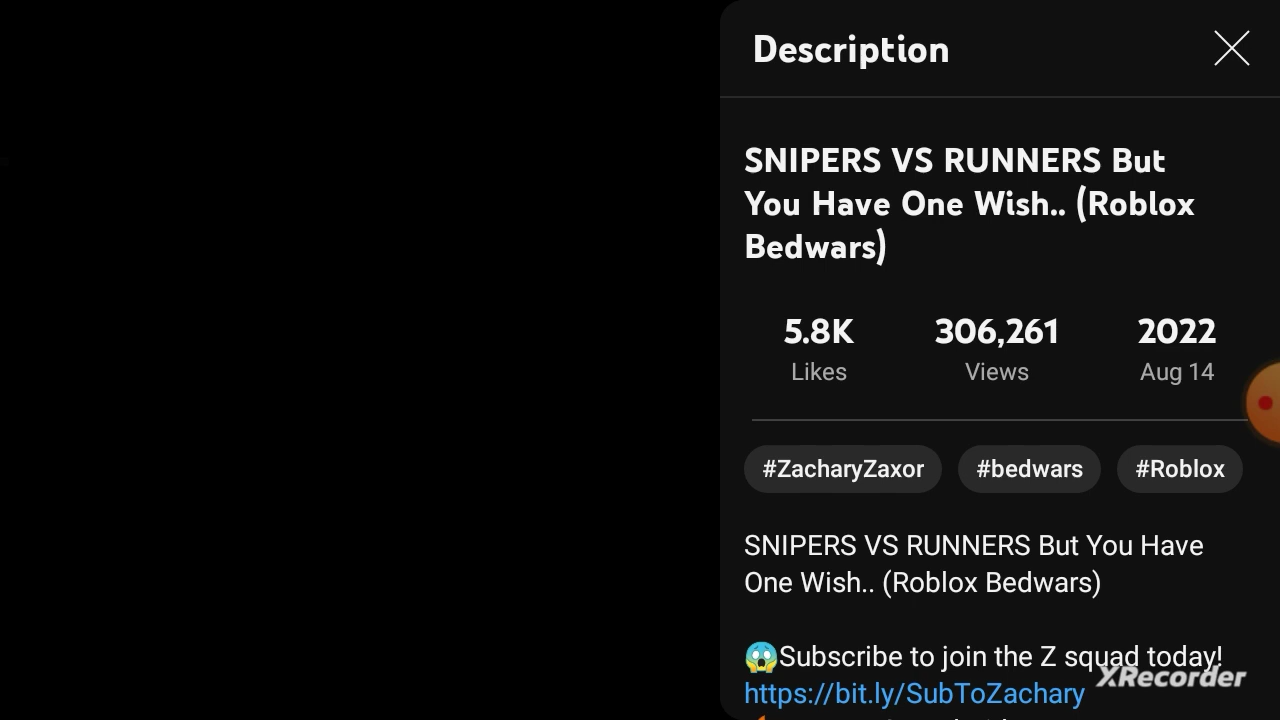 Description
SNIPERS VS RUNNERS But
You Have One Wish.. (Roblox
Bedwars)
5.8K
306,261
2022
Likes
Views
Aug 14
#ZacharyZaxor
#bedwars
#Roblox
SNIPERS VS RUNNERS But You Have
One Wish.. (Roblox Bedwars)
😱Subscribe to join the Z squad today!
https://bit.ly/SubToZachary
XRecorder